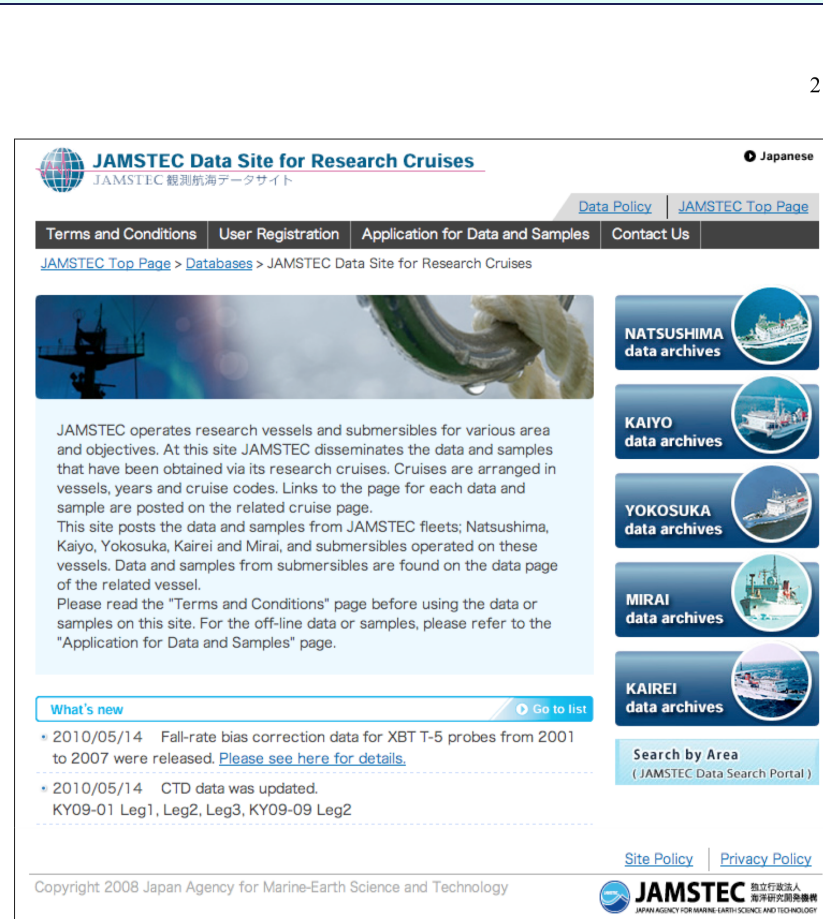 2
JAMSTEC Data Site for Research Cruises
JAMSTEC 観測航海データサイト
Japanese
Data Policy
JAMSTEC Top Page
Terms and Conditions
User Registration
Application for Data and Samples
Contact Us
JAMSTEC Top Page > Databases > JAMSTEC Data Site for Research Cruises
JAMSTEC operates research vessels and submersibles for various area
and objectives. At this site JAMSTEC disseminates the data and samples
that have been obtained via its research cruises. Cruises are arranged in
vessels, years and cruise codes. Links to the page for each data and
sample are posted on the related cruise page.
This site posts the data and samples from JAMSTEC fleets; Natsushima,
Kaiyo, Yokosuka, Kairei and Mirai, and submersibles operated on these
vessels. Data and samples from submersibles are found on the data page
of the related vessel.
Please read the "Terms and Conditions" page before using the data or
samples on this site. For the off-line data or samples, please refer to the
"Application for Data and Samples" page.
NATSUSHIMA
data archives
KAIYO
data archives
YOKOSUKA
data archives
MIRAI
data archives
KAIREI
data archives
Search by Area
( JAMSTEC Data Search Portal )
What's new
Go to list
2010/05/14 Fall-rate bias correction data for XBT T-5 probes from 2001
to 2007 were released. Please see here for details.
2010/05/14 CTD data was updated.
KY09-01 Leg1, Leg2, Leg3, KY09-09 Leg2
Site Policy
Privacy Policy
Copyright 2008 Japan Agency for Marine-Earth Science and Technology
JAMSTEC
独立行政法人
海洋研究開発機構
JAPAN AGENCY FOR MARINE-EARTH SCIENCE AND TECHNOLOGY